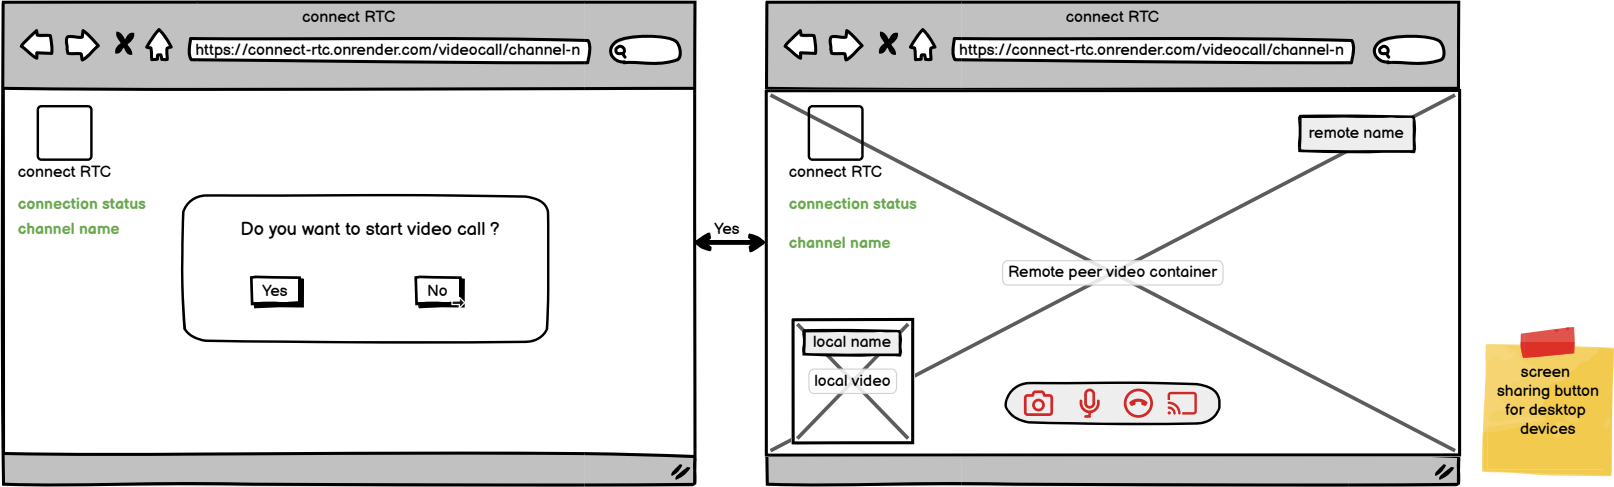 connect RTC
https://connect-rtc.onrender.com/videocall/channel-n
connect RTC
connection status
channel name
Do you want to start video call ?
Yes
No
Yes
connect RTC
https://connect-rtc.onrender.com/videocall/channel-n
remote name
connect RTC
connection status
channel name
Remote peer video container
local name
local video
screen
sharing button
for desktop
devices